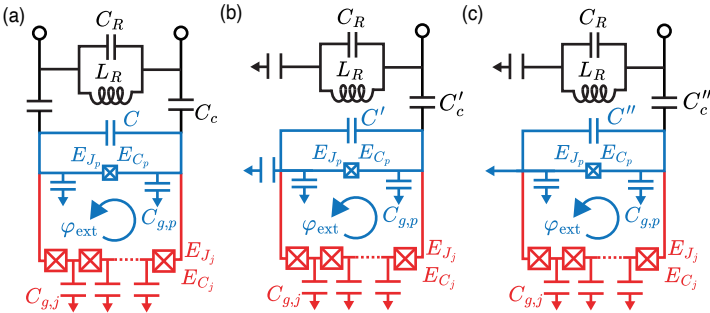 (a)
C_R
L_R
C_c
C
E_{J_p} E_{C_p}
C_{g,p}
φ_ext
E_{J_j}
E_{C_j}
C_{g,j}
(b)
C_R
L_R
C_c′
C′
E_{J_p} E_{C_p}
C_{g,p}
φ_ext
E_{J_j}
E_{C_j}
C_{g,j}
(c)
C_R
L_R
C_c″
C″
E_{J_p} E_{C_p}
C_{g,p}
φ_ext
E_{J_j}
E_{C_j}
C_{g,j}